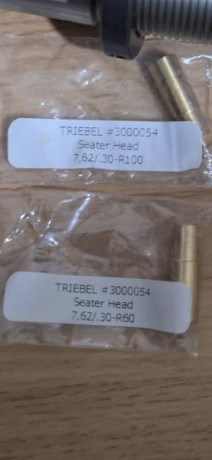 TRIEBEL #3000054
Seater Head
7,62/.30-R100
TRIEBEL #3000054
Seater Head
7,62/.30-R60